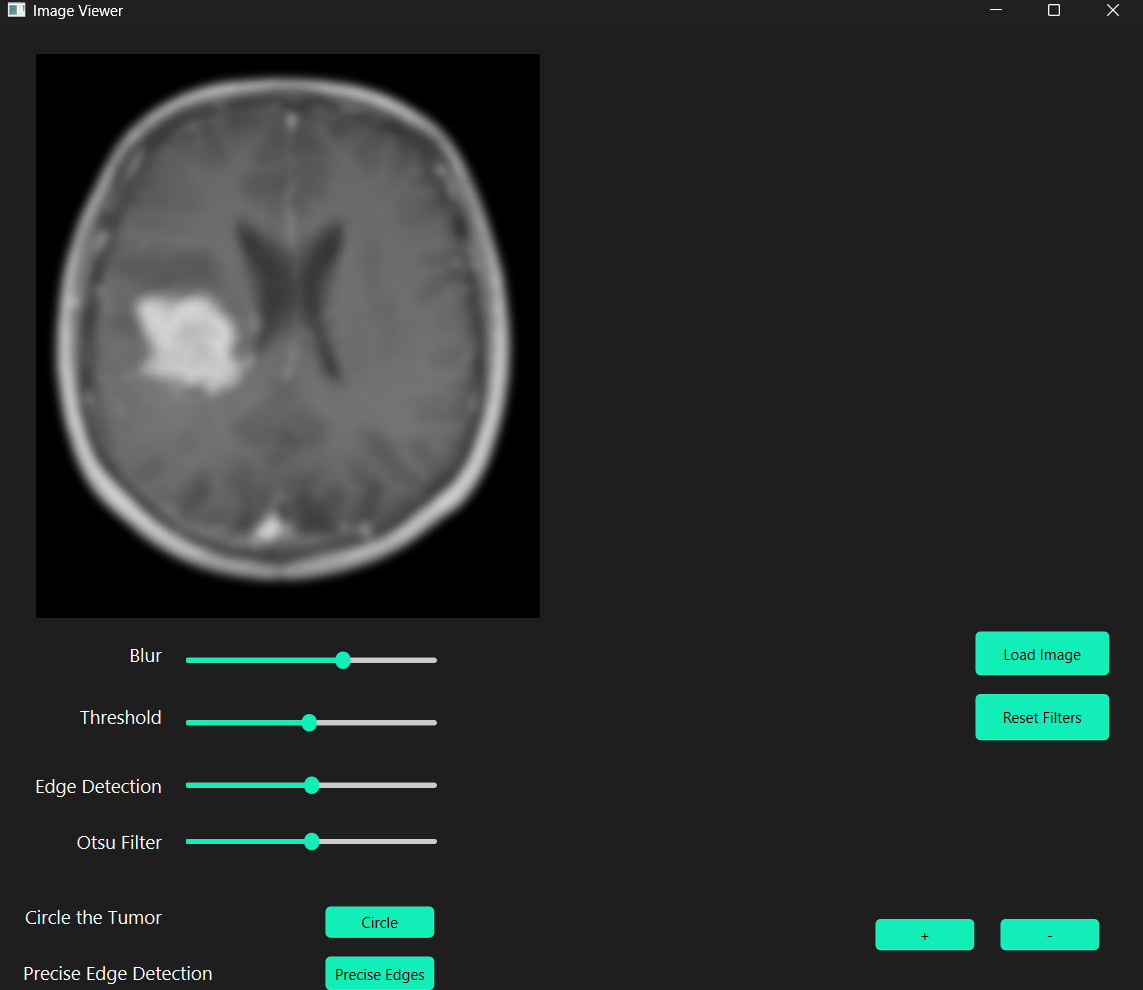 Image Viewer
Blur
Load Image
Threshold
Reset Filters
Edge Detection
Otsu Filter
Circle the Tumor
Circle
+
-
Precise Edge Detection
Precise Edges